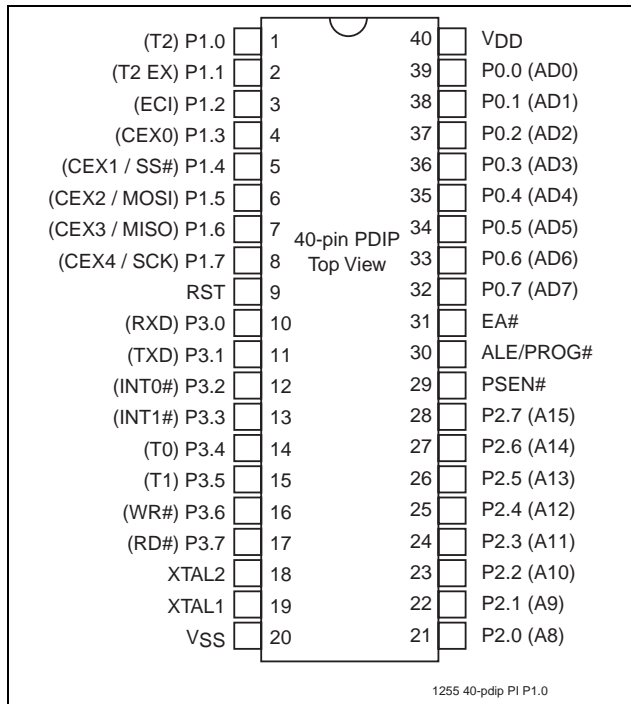 (T2) P1.0 1 40 VDD
(T2 EX) P1.1 2 39 P0.0 (AD0)
(ECI) P1.2 3 38 P0.1 (AD1)
(CEX0) P1.3 4 37 P0.2 (AD2)
(CEX1 / SS#) P1.4 5 36 P0.3 (AD3)
(CEX2 / MOSI) P1.5 6 35 P0.4 (AD4)
(CEX3 / MISO) P1.6 7 34 P0.5 (AD5)
40-pin PDIP
(CEX4 / SCK) P1.7 8 Top View 33 P0.6 (AD6)
RST 9 32 P0.7 (AD7)
(RXD) P3.0 10 31 EA#
(TXD) P3.1 11 30 ALE/PROG#
(INT0#) P3.2 12 29 PSEN#
(INT1#) P3.3 13 28 P2.7 (A15)
(T0) P3.4 14 27 P2.6 (A14)
(T1) P3.5 15 26 P2.5 (A13)
(WR#) P3.6 16 25 P2.4 (A12)
(RD#) P3.7 17 24 P2.3 (A11)
XTAL2 18 23 P2.2 (A10)
XTAL1 19 22 P2.1 (A9)
VSS 20 21 P2.0 (A8)
1255 40-pdip PI P1.0